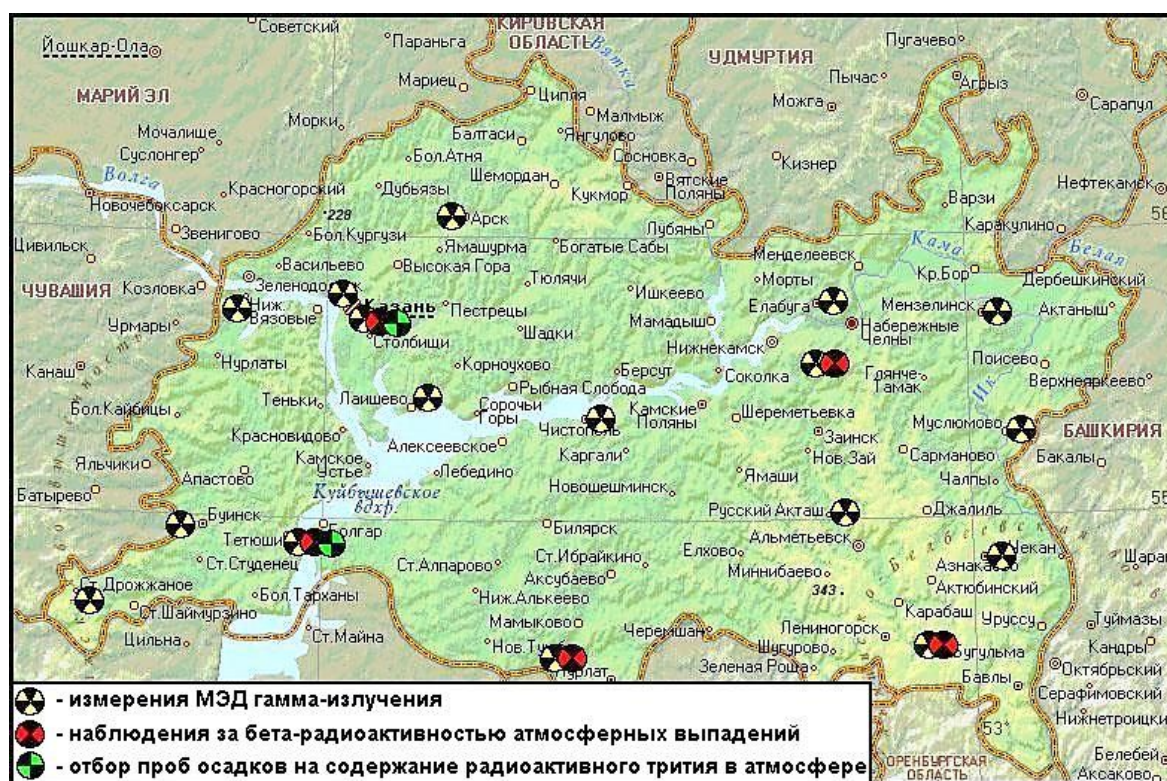 Советский
КИРОВСКАЯ
ОБЛАСТЬ
Йошкар-Ола
Параньга
Вятка
УДМУРТИЯ
Пугачево
Мариец
Ципля
Пычас
Агрыз
МАРИЙ ЭЛ
Малмыж
Можга
Сарапул
Мочалище
Морки
Балтаси
Янгулово
Суслонгер
Бол.Атня
Сосновка
Кизнер
Волга
Шемордан
Вятские
Поляны
Нефтекамск
Красногорский
Дубьязы
Кукмор
Новочебоксарск
Варзи
228
Арск
Лубяны
Каракулино
Звенигово
Бол.Кургузи
Ямашурма
Богатые Сабы
Кама
Белая
Цивильск
Менделеевск
Васильево
Высокая Гора
Тюлячи
Морты
Кр.Бор
Дербешкинский
ЧУВАШИЯ
Козловка
Ишкеево
Елабуга
Мензелинск
Актаныш
Ниж.
Вязовые
Казань
Пестрецы
Мамадыш
Набережные
Челны
Урмары
Столбищи
Шадки
Нижнекамск
Нурлаты
Корноухово
Берсут
Соколка
Глянче-
Тамак
Поисево
Канаш
Рыбная Слобода
Ик
Верхнеяркеево
Бол.Кайбицы
Теньки
Лаишево
Сорочьи
Горы
Чистополь
Камские
Поляны
Шереметьевка
Муслюмово
БАШКИРИЯ
Красновидово
Алексеевское
Заинск
Яльчики
Камское
Устье
Каргали
Нов.Зай
Сарманово
Бакалы
Апастово
Лебедино
Ямаши
Чалпы
Батырево
Куйбышевское
вдхр.
Новошешминск
Буинск
Болгар
Билярск
Русский Акташ
Джалиль
Тетюши
Альметьевск
Ст.Студенец
Ст.Алпарово
Ст.Ибрайкино
Елхово
Чекан
Ст.Дрожжаное
Аксубаево
Миннибаево
Актюбинский
Бол.Тарханы
Ниж.Алькеево
343
Ст.Шаймурзино
Мамыково
Карабаш
Уруссу
Туймазы
Цильна
Ст.Майна
Черемшан
Лениногорск
Кандры
Шугурово
Бугульма
Зеленая Роща
Октябрьский
Бавлы
Серафимовский
- измерения МЭД гамма-излучения
- наблюдения за бета-радиоактивностью атмосферных выпадений
53°
Белебей
- отбор проб осадков на содержание радиоактивного трития в атмосфере
ОБЛАСТЬ
Аксаково